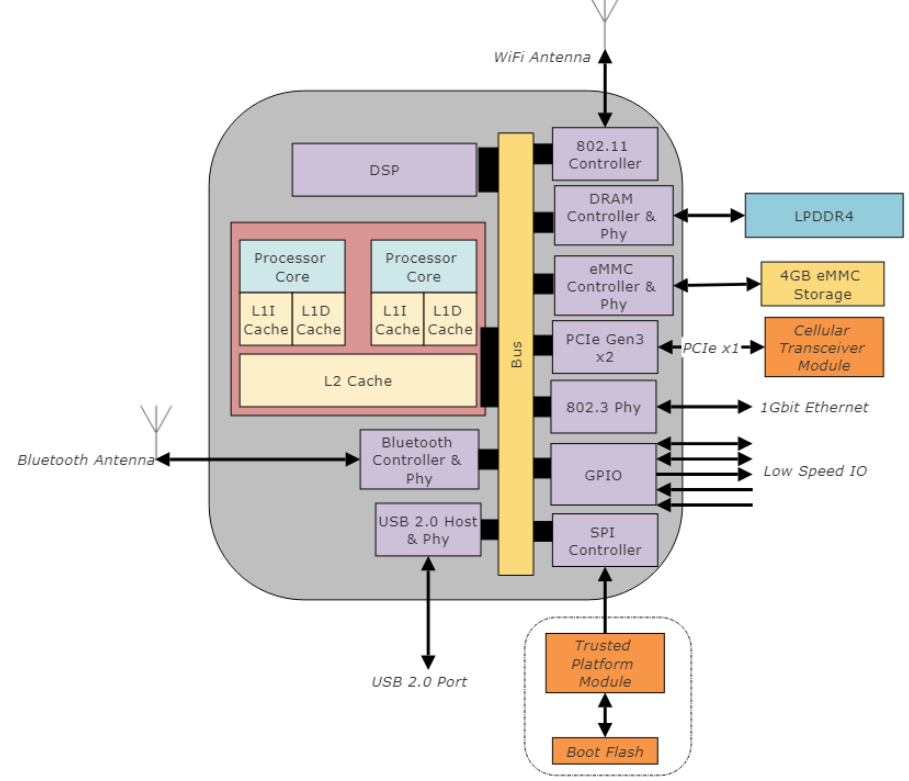 WiFi Antenna
802.11
Controller
DSP
DRAM
Controller &
Phy
LPDDR4
Processor
Core
Processor
Core
eMMC
Controller &
Phy
4GB eMMC
Storage
L1I
Cache
L1D
Cache
L1I
Cache
L1D
Cache
Bus
PCIe Gen3
x2
PCIe x1
Cellular
Transceiver
Module
L2 Cache
802.3 Phy
1Gbit Ethernet
Bluetooth Antenna
Bluetooth
Controller &
Phy
GPIO
Low Speed IO
USB 2.0 Host
& Phy
SPI
Controller
USB 2.0 Port
Trusted
Platform
Module
Boot Flash